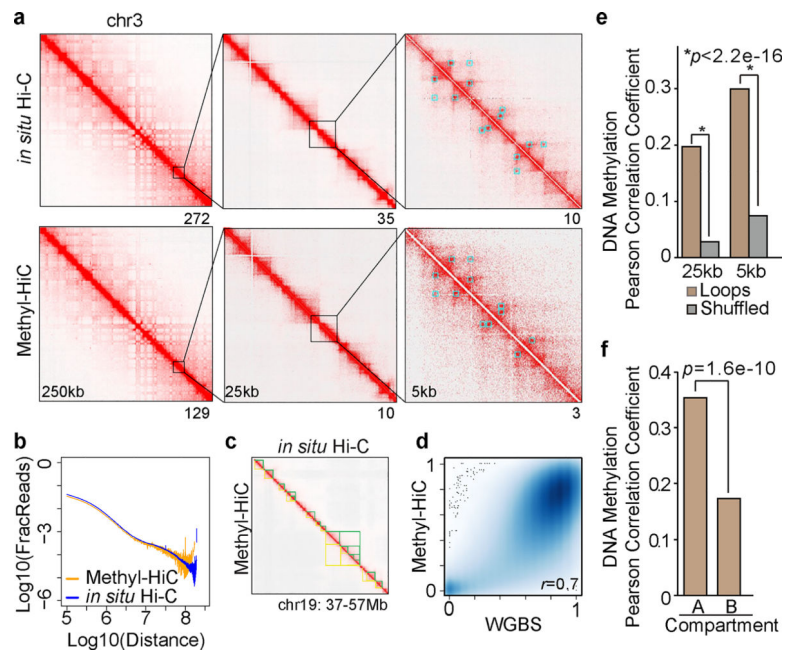 a
chr3
in situ Hi-C
272
35
10
Methyl-HiC
250kb
129
25kb
10
5kb
3
b
Log10(FracReads)
0
-3
-6
Methyl-HiC
in situ Hi-C
5 6 7 8
Log10(Distance)
c
in situ Hi-C
Methyl-HiC
chr19: 37-57Mb
d
Methyl-HiC
1
0
r=0.7
0 1
WGBS
e
*p<2.2e-16
DNA Methylation
Pearson Correlation Coefficient
0.3
0.2
0.1
0
*
*
25kb 5kb
Loops
Shuffled
f
p=1.6e-10
DNA Methylation
Pearson Correlation Coefficient
0.4
0.3
0.2
0.1
0
A B
Compartment